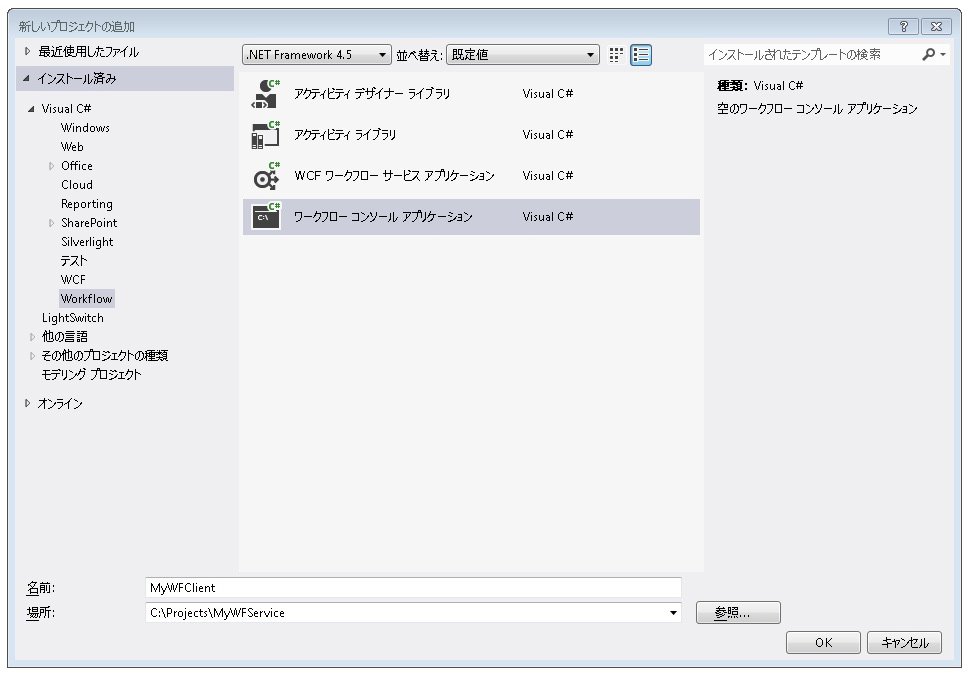 新しいプロジェクトの追加
最近使用したファイル
インストール済み
Visual C#
Windows
Web
Office
Cloud
Reporting
SharePoint
Silverlight
テスト
WCF
Workflow
LightSwitch
他の言語
その他のプロジェクトの種類
モデリング プロジェクト
オンライン
.NET Framework 4.5 並べ替え: 既定値
C# アクティビティ デザイナー ライブラリ Visual C#
C# アクティビティ ライブラリ Visual C#
C# WCF ワークフロー サービス アプリケーション Visual C#
C# C:\ ワークフロー コンソール アプリケーション Visual C#
インストールされたテンプレートの検索
種類: Visual C#
空のワークフロー コンソール アプリケーション
名前: MyWFClient
場所: C:\Projects\MyWFService 参照...
OK キャンセル